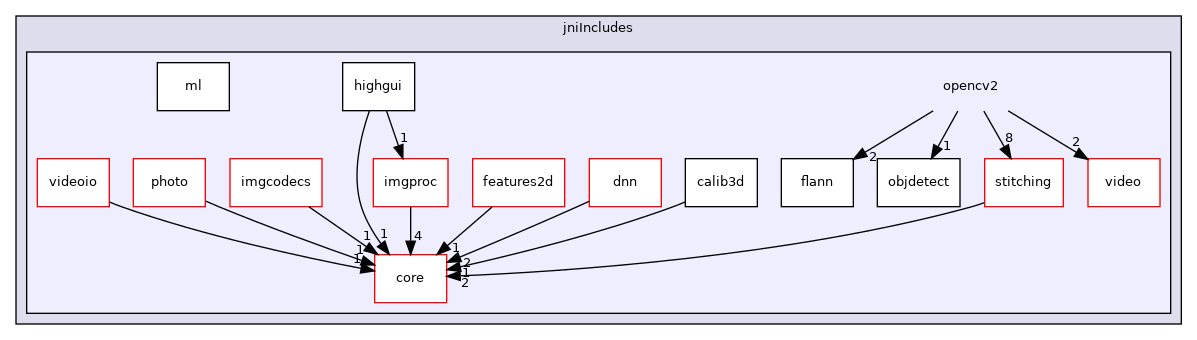 jniIncludes
ml
highgui
opencv2
1
2
1
8
2
videoio
photo
imgcodecs
imgproc
features2d
dnn
calib3d
flann
objdetect
stitching
video
1
1
1
1
4
1
2
1
2
core